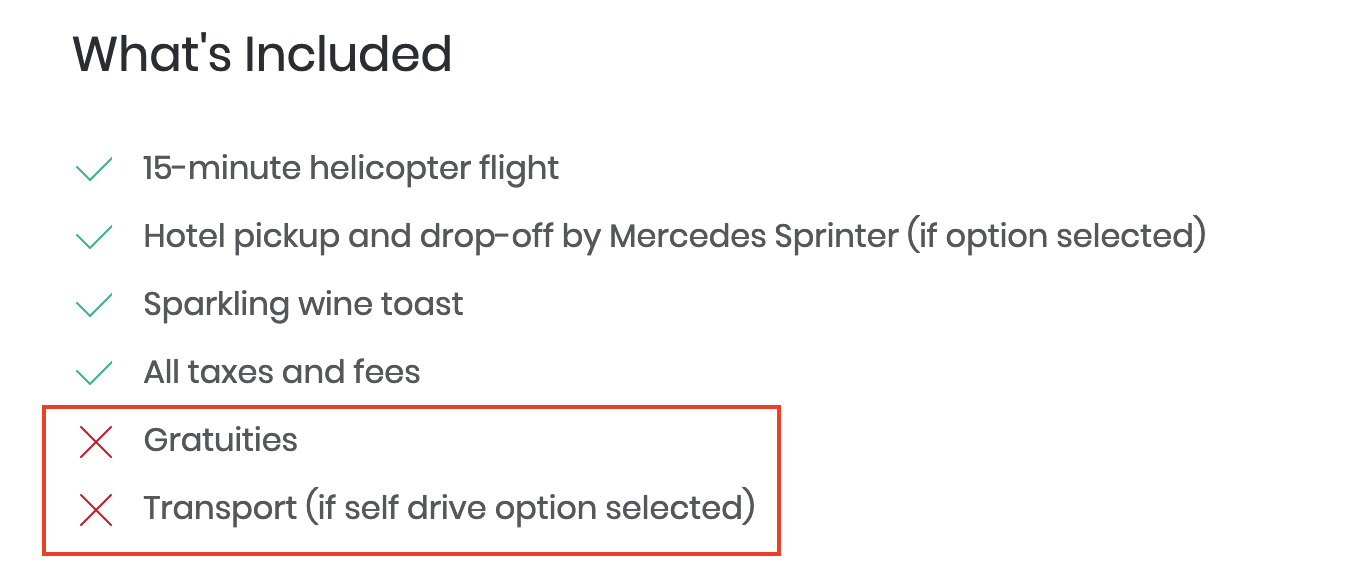 What's Included
15-minute helicopter flight
Hotel pickup and drop-off by Mercedes Sprinter (if option selected)
Sparkling wine toast
All taxes and fees
Gratuities
Transport (if self drive option selected)